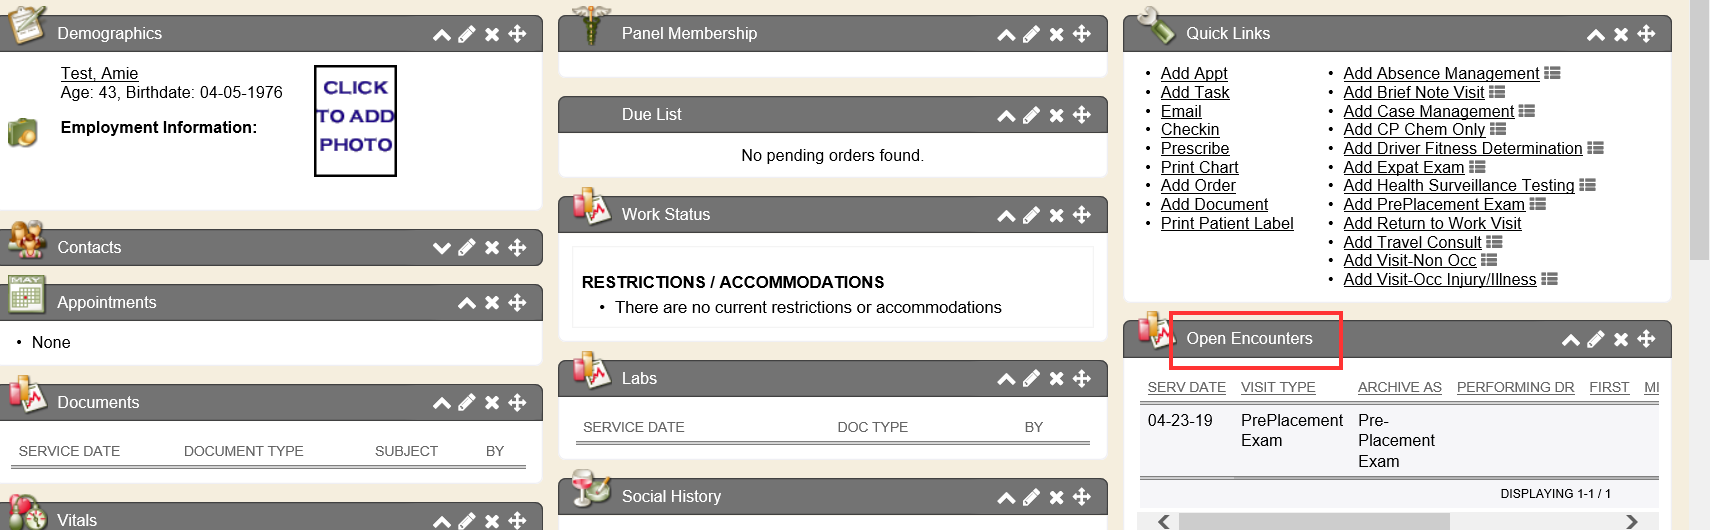 Demographics
Test, Amie
Age: 43, Birthdate: 04-05-1976
Employment Information:
CLICK
TO ADD
PHOTO
Contacts
MAY
Appointments
• None
Documents
SERVICE DATE DOCUMENT TYPE SUBJECT BY
Vitals
Panel Membership
Due List
No pending orders found.
Work Status
RESTRICTIONS / ACCOMMODATIONS
• There are no current restrictions or accommodations
Labs
SERVICE DATE DOC TYPE BY
Social History
Quick Links
• Add Appt
• Add Task
• Email
• Checkin
• Prescribe
• Print Chart
• Add Order
• Add Document
• Print Patient Label
• Add Absence Management
• Add Brief Note Visit
• Add Case Management
• Add CP Chem Only
• Add Driver Fitness Determination
• Add Expat Exam
• Add Health Surveillance Testing
• Add PrePlacement Exam
• Add Return to Work Visit
• Add Travel Consult
• Add Visit-Non Occ
• Add Visit-Occ Injury/Illness
Open Encounters
SERV DATE VISIT TYPE ARCHIVE AS PERFORMING DR FIRST MI
04-23-19 PrePlacement Pre-
Exam Placement
Exam
DISPLAYING 1-1 / 1